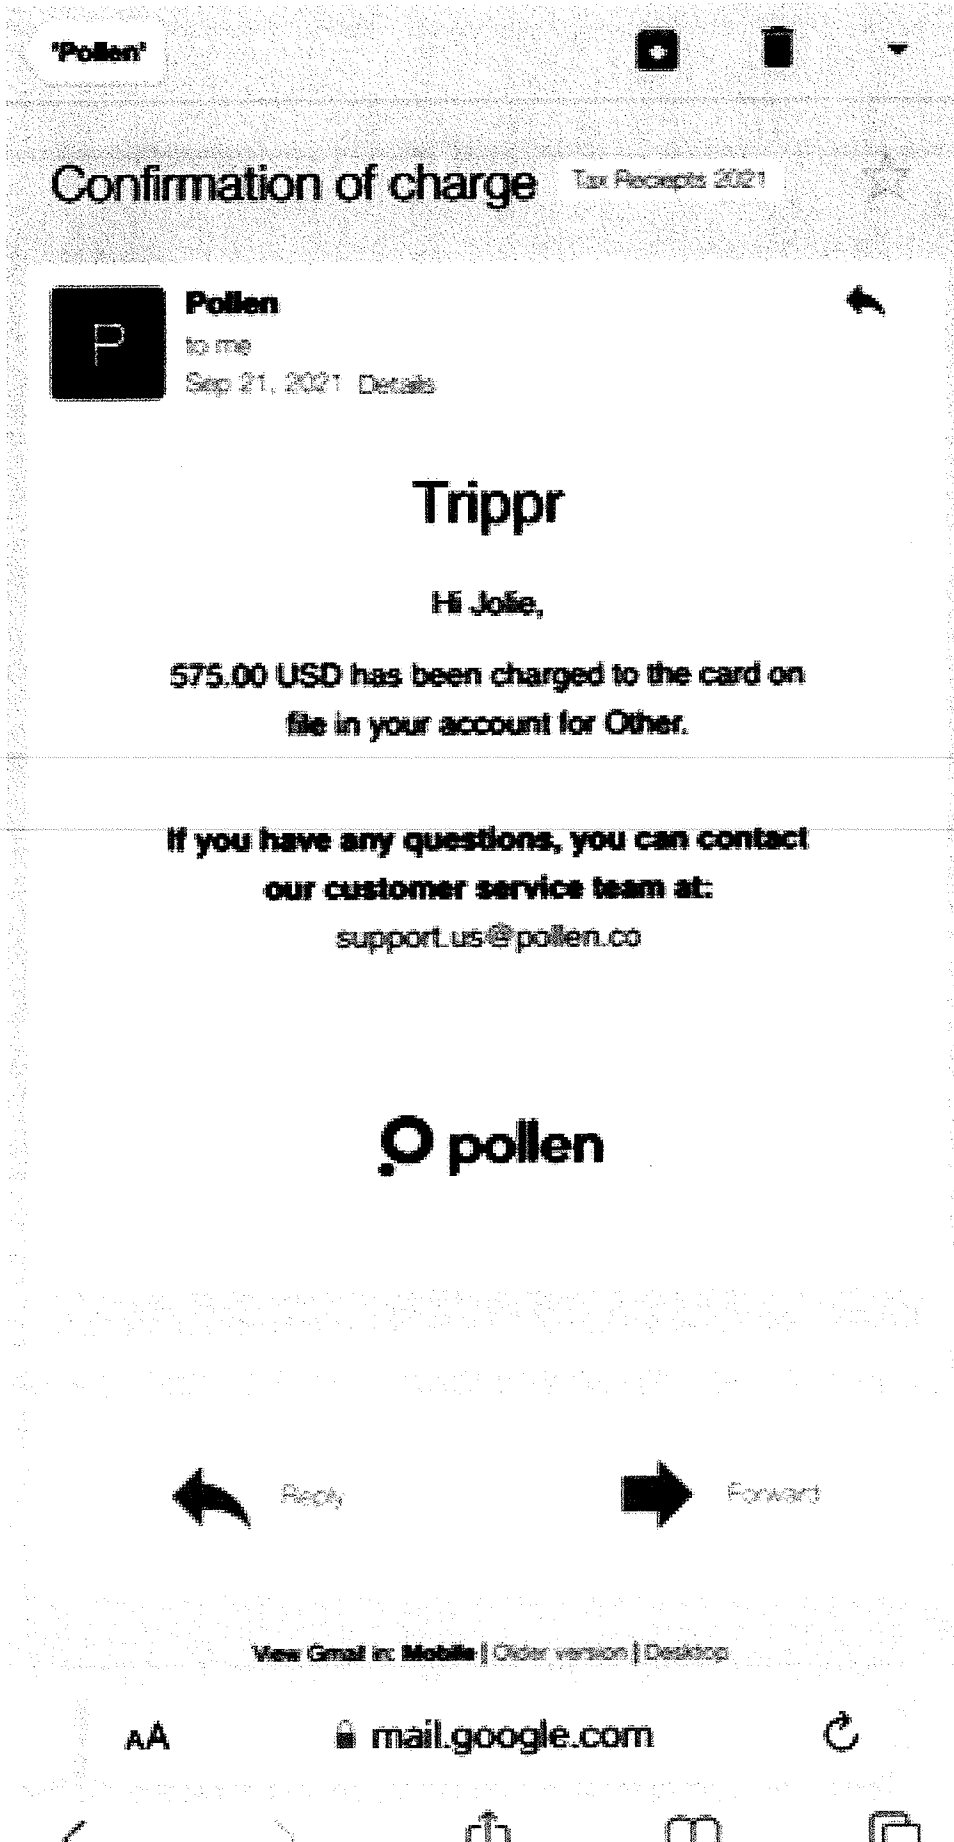 "Pollen"
Confirmation of charge Tax Reciepts 2021
P
Pollen
to me
Sep 21, 2021 Details
Trippr
Hi Jolie,
575.00 USD has been charged to the card on
file in your account for Other.
If you have any questions, you can contact
our customer service team at:
support.us@pollen.co
pollen
Reply
Forward
View Gmail in: Mobile | Older version | Desktop
AA mail.google.com